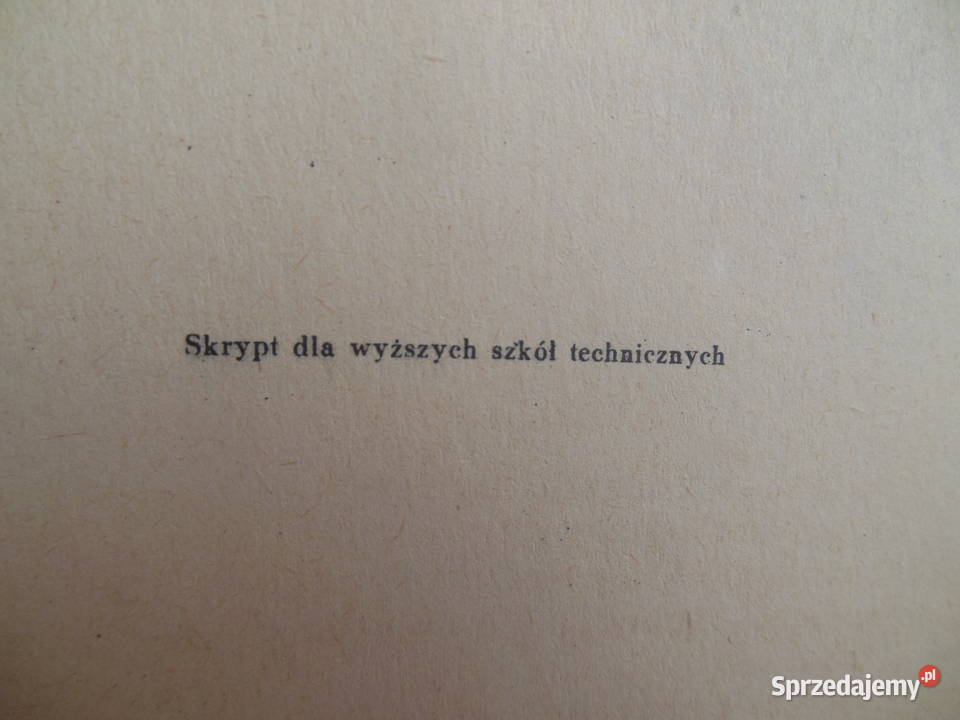 Skrypt dla wyższych szkół technicznych
Sprzedajemy.pl